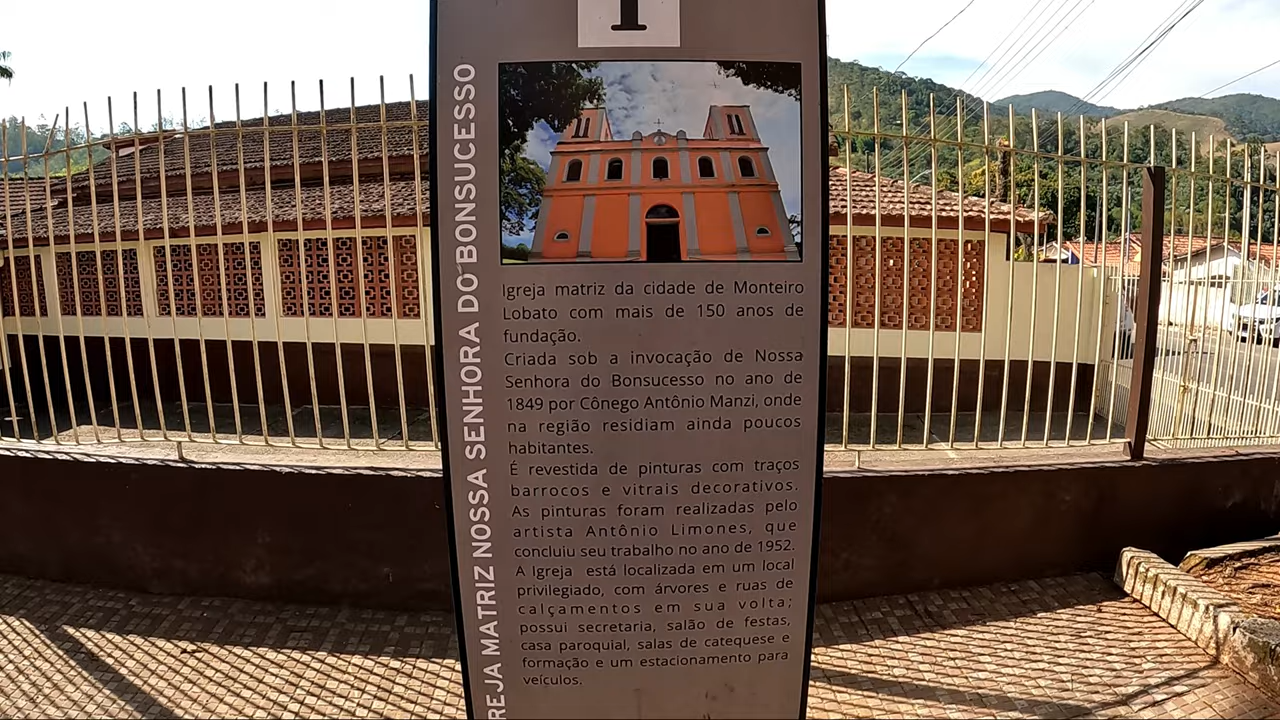 1
IGREJA MATRIZ NOSSA SENHORA DO BONSUCESSO
Igreja matriz da cidade de Monteiro
Lobato com mais de 150 anos de
fundação.
Criada sob a invocação de Nossa
Senhora do Bonsucesso no ano de
1849 por Cônego Antônio Manzi, onde
na região residiam ainda poucos
habitantes.
É revestida de pinturas com traços
barrocos e vitrais decorativos.
As pinturas foram realizadas pelo
artista Antônio Limones, que
concluiu seu trabalho no ano de 1952.
A Igreja está localizada em um local
privilegiado, com árvores e ruas de
calçamentos em sua volta;
possui secretaria, salão de festas,
casa paroquial, salas de catequese e
formação e um estacionamento para
veículos.